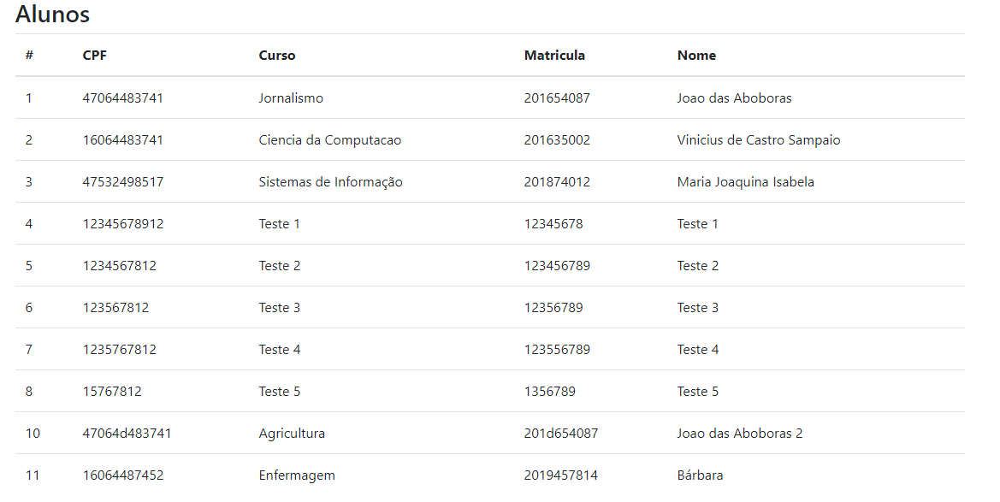 Alunos
# CPF Curso Matricula Nome
1 47064483741 Jornalismo 201654087 Joao das Aboboras
2 16064483741 Ciencia da Computacao 201635002 Vinicius de Castro Sampaio
3 47532498517 Sistemas de Informação 201874012 Maria Joaquina Isabela
4 12345678912 Teste 1 12345678 Teste 1
5 1234567812 Teste 2 123456789 Teste 2
6 123567812 Teste 3 12356789 Teste 3
7 1235767812 Teste 4 123556789 Teste 4
8 15767812 Teste 5 1356789 Teste 5
10 47064d483741 Agricultura 201d654087 Joao das Aboboras 2
11 16064487452 Enfermagem 2019457814 Bárbara